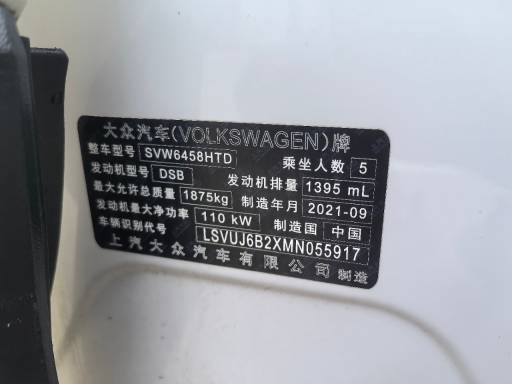 大众汽车(VOLKSWAGEN)牌
整车型号 SVW6458HTD 乘坐人数 5
发动机型号 DSB 发动机排量 1395 mL
最大允许总质量 1875kg 制造年月 2021-09
发动机最大净功率 110 kW 制造国 中国
车辆识别代号 LSVUJ6B2XMN055917
上汽大众汽车有限公司 制造